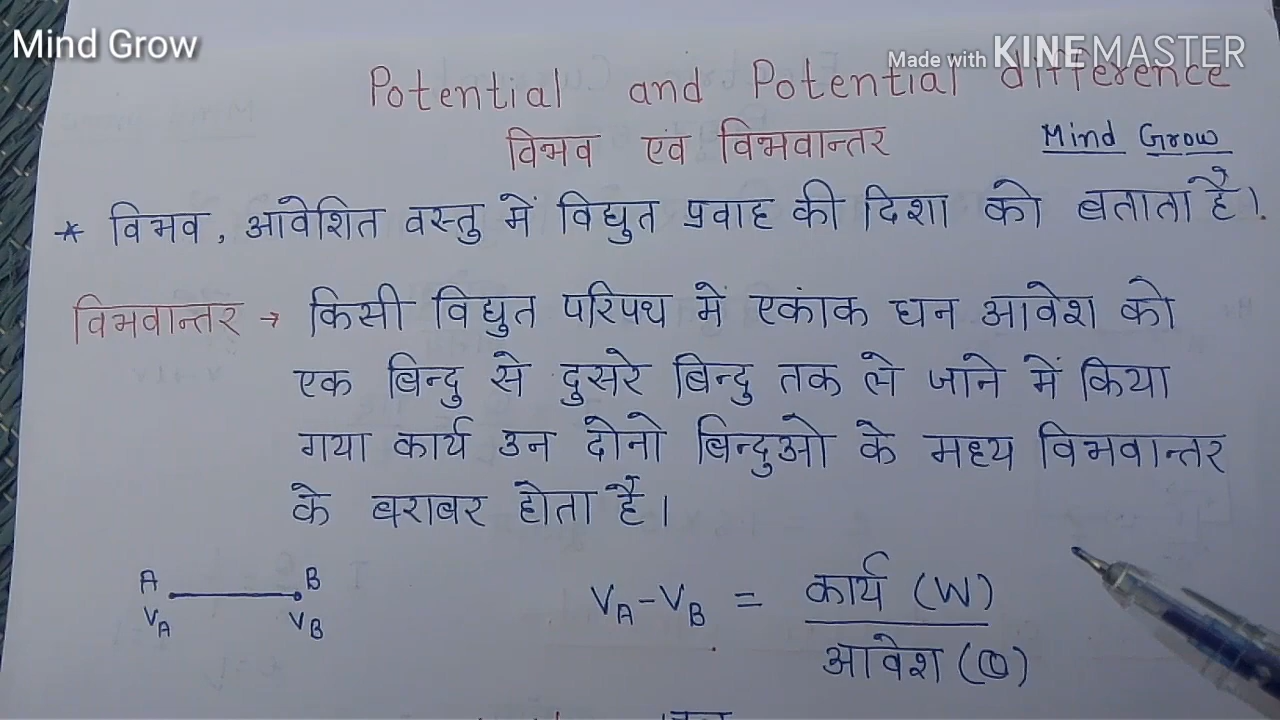 Mind Grow
Made with KINEMASTER
Potential and Potential difference
विभव एवं विभवान्तर
Mind Grow
* विभव, आवेशित वस्तु में विद्युत प्रवाह की दिशा को बताता है।
विभवान्तर → किसी विद्युत परिपथ में एकांक धन आवेश को
एक बिन्दु से दुसरे बिन्दु तक ले जाने में किया
गया कार्य उन दोनो बिन्दुओ के मध्य विभवान्तर
के बराबर होता है।
A B
VA VB
VA-VB = कार्य (W)
आवेश (Q)